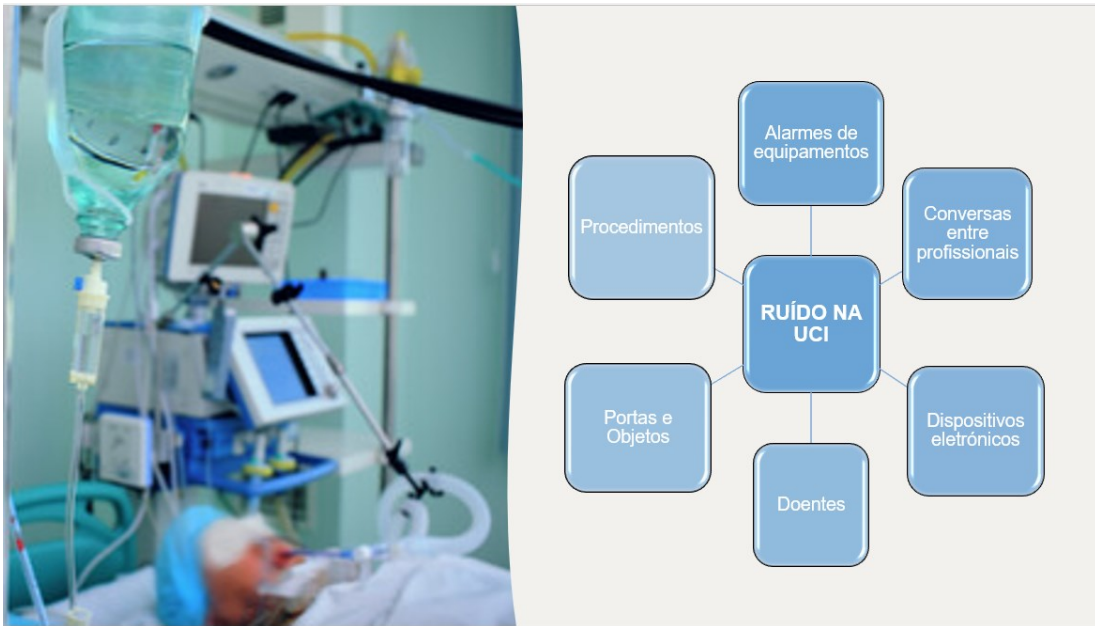 Alarmes de
equipamentos
Conversas
entre
profissionais
Dispositivos
eletrónicos
Doentes
Portas e
Objetos
Procedimentos
RUÍDO NA
UCI